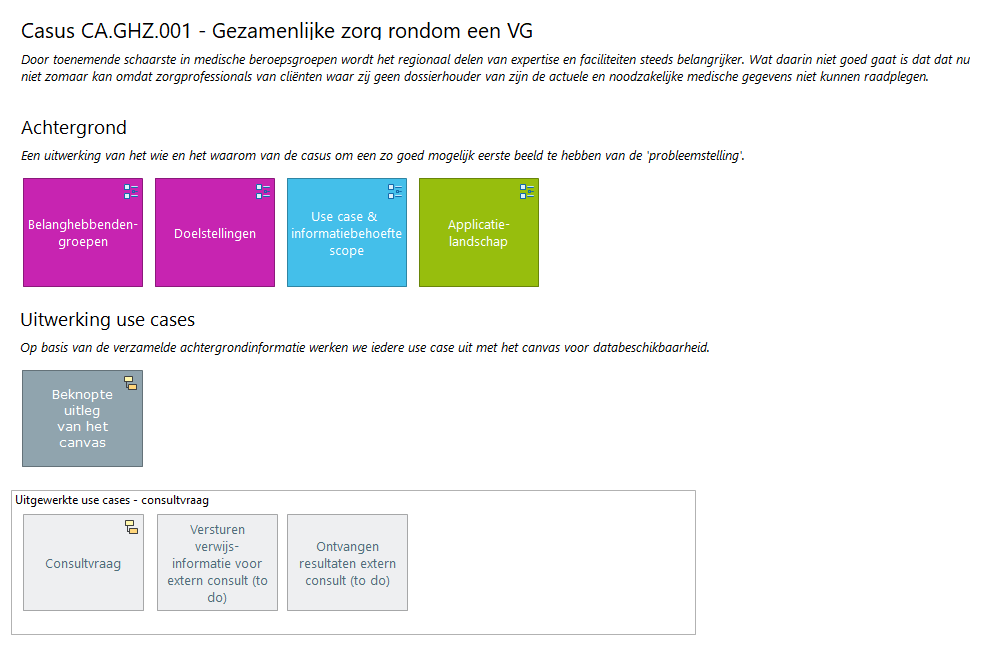 Casus CA.GHZ.001 - Gezamenlijke zorg rondom een VG
Door toenemende schaarste in medische beroepsgroepen wordt het regionaal delen van expertise en faciliteiten steeds belangrijker. Wat daarin niet goed gaat is dat dat nu
niet zomaar kan omdat zorgprofessionals van cliënten waar zij geen dossierhouder van zijn de actuele en noodzakelijke medische gegevens niet kunnen raadplegen.
Achtergrond
Een uitwerking van het wie en het waarom van de casus om een zo goed mogelijk eerste beeld te hebben van de 'probleemstelling'.
Belanghebbenden-
groepen
Doelstellingen
Use case &
informatiebehoefte
scope
Applicatie-
landschap
Uitwerking use cases
Op basis van de verzamelde achtergrondinformatie werken we iedere use case uit met het canvas voor databeschikbaarheid.
Beknopte
uitleg
van het
canvas
Uitgewerkte use cases - consultvraag
Consultvraag
Versturen
verwijs-
informatie voor
extern consult (to
do)
Ontvangen
resultaten extern
consult (to do)